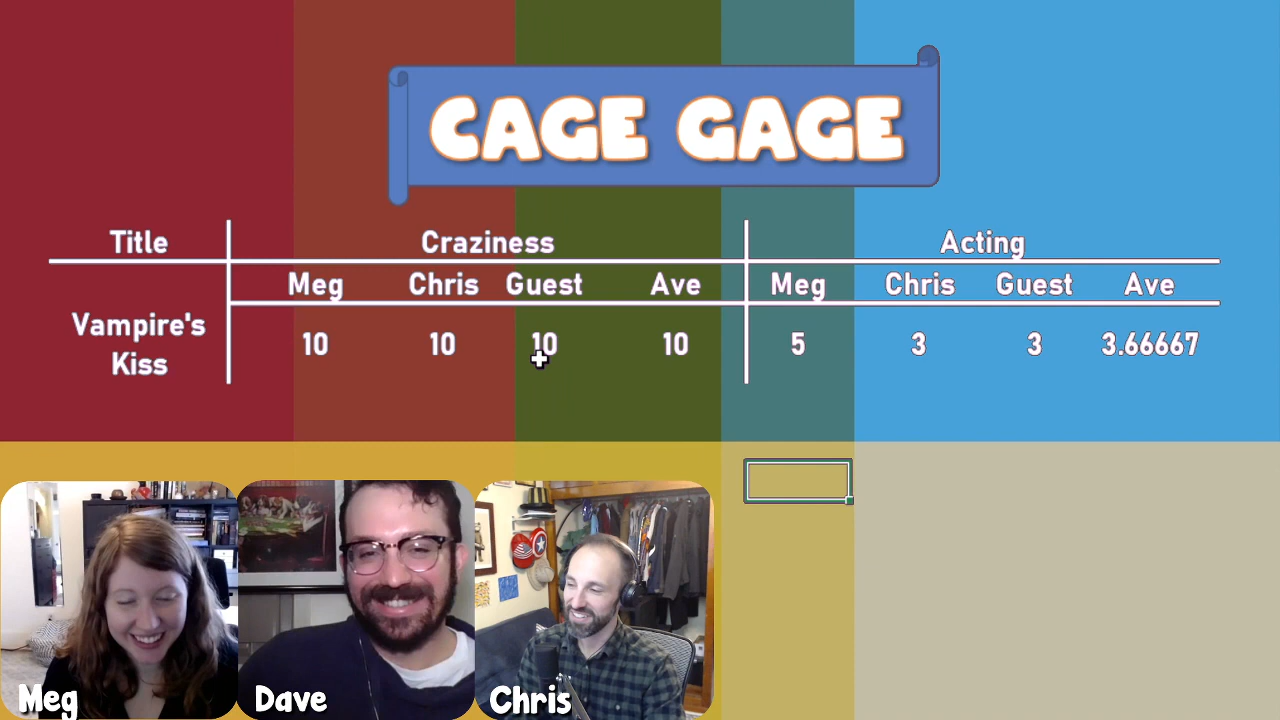 CAGE GAGE
Title Craziness Acting
Meg Chris Guest Ave Meg Chris Guest Ave
Vampire's
Kiss
10 10 10 10 5 3 3 3.66667
Meg Dave Chris